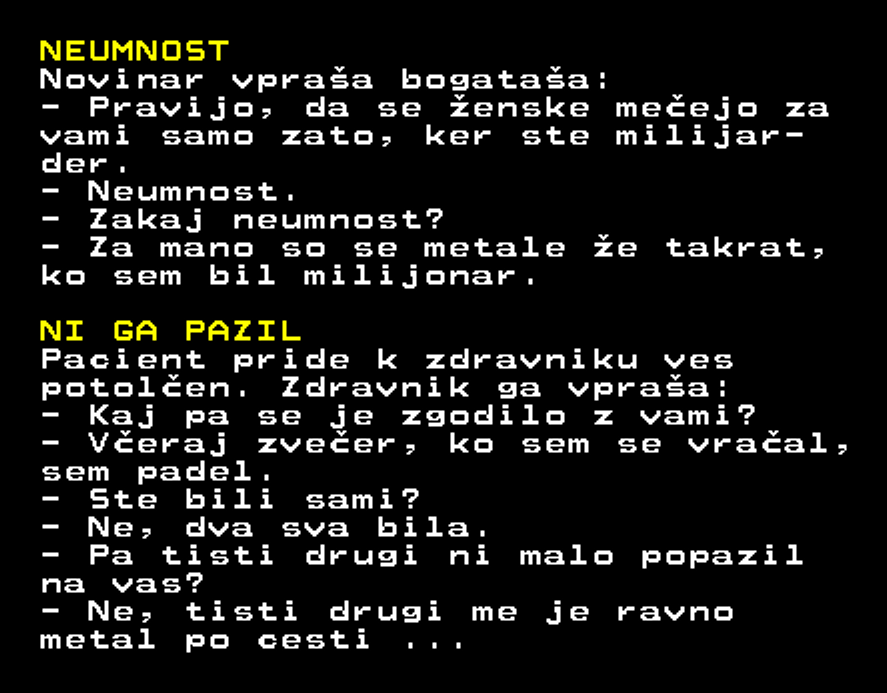 NEUMNOST
Novinar vpraša bogataša:
- Pravijo, da se ženske mečejo za
vami samo zato, ker ste milijar-
der.
- Neumnost.
- Zakaj neumnost?
- Za mano so se metale že takrat,
ko sem bil milijonar.

NI GA PAZIL
Pacient pride k zdravniku ves
potolčen. Zdravnik ga vpraša:
- Kaj pa se je zgodilo z vami?
- Včeraj zvečer, ko sem se vračal,
sem padel.
- Ste bili sami?
- Ne, dva sva bila.
- Pa tisti drugi ni malo popazil
na vas?
- Ne, tisti drugi me je ravno
metal po cesti ...